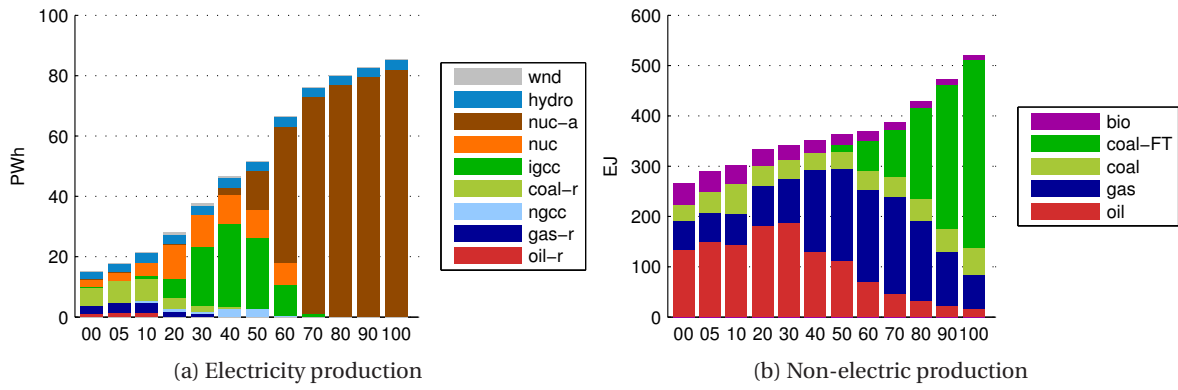 100
80
60
40
20
0
PWh
00 05 10 20 30 40 50 60 70 80 90 100
wnd
hydro
nuc-a
nuc
igcc
coal-r
ngcc
gas-r
oil-r
(a) Electricity production
600
500
400
300
200
100
0
EJ
00 05 10 20 30 40 50 60 70 80 90 100
bio
coal-FT
coal
gas
oil
(b) Non-electric production